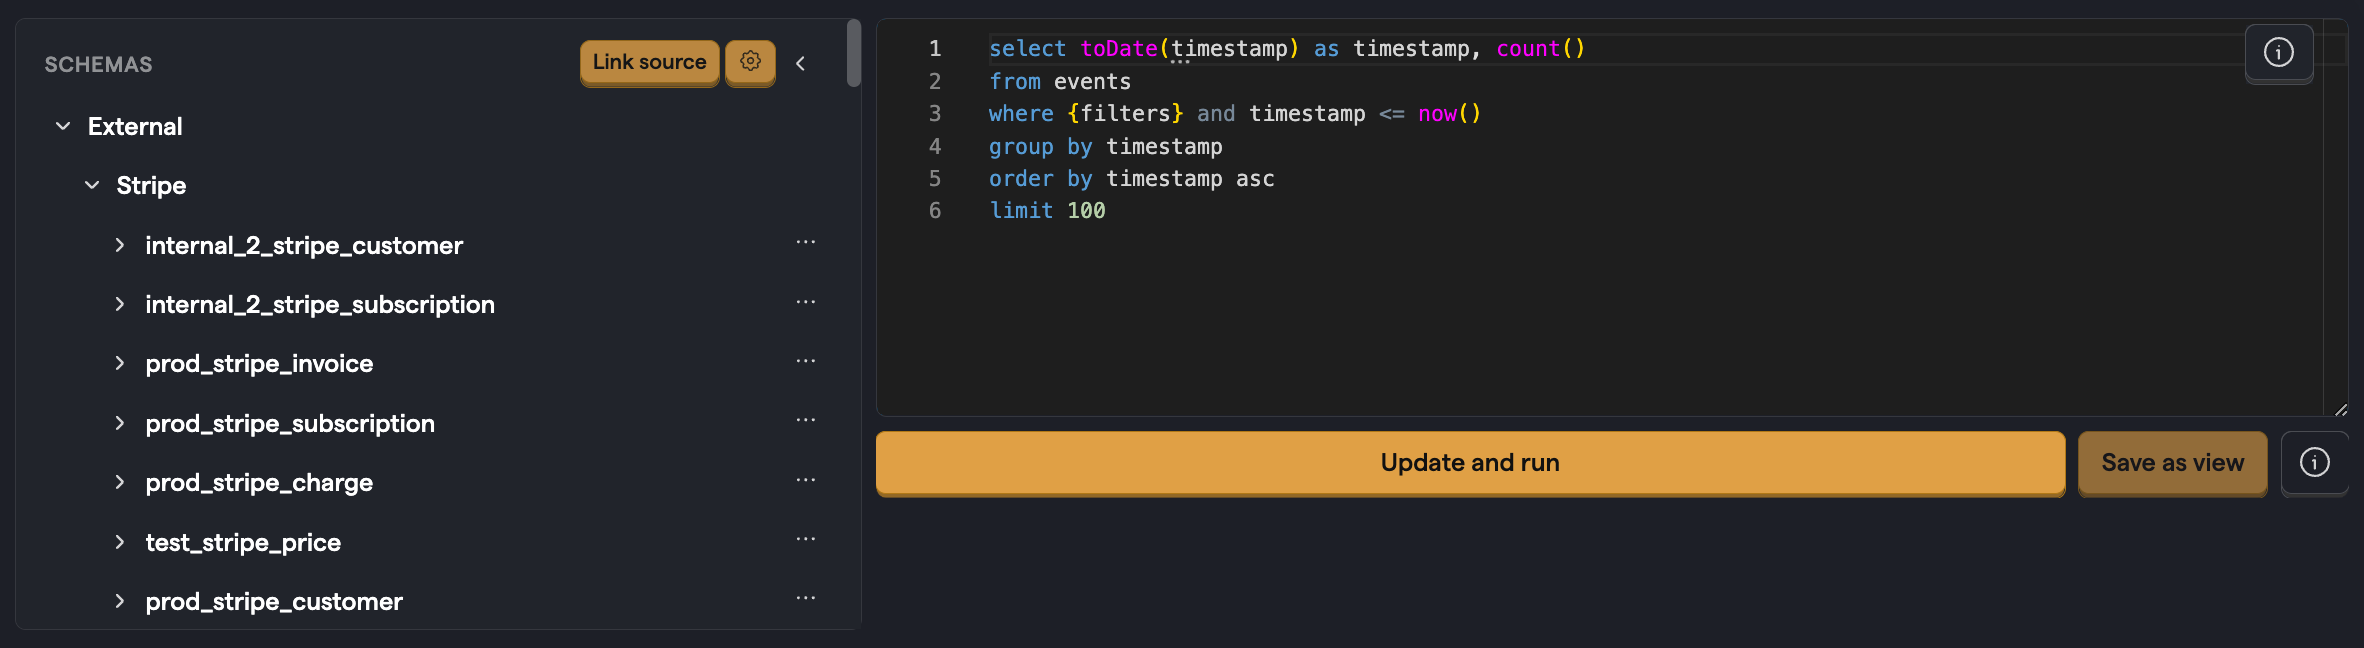 SCHEMAS
Link source
External
Stripe
internal_2_stripe_customer
internal_2_stripe_subscription
prod_stripe_invoice
prod_stripe_subscription
prod_stripe_charge
test_stripe_price
prod_stripe_customer
1 select toDate(timestamp) as timestamp, count()
2 from events
3 where {filters} and timestamp <= now()
4 group by timestamp
5 order by timestamp asc
6 limit 100
Update and run
Save as view